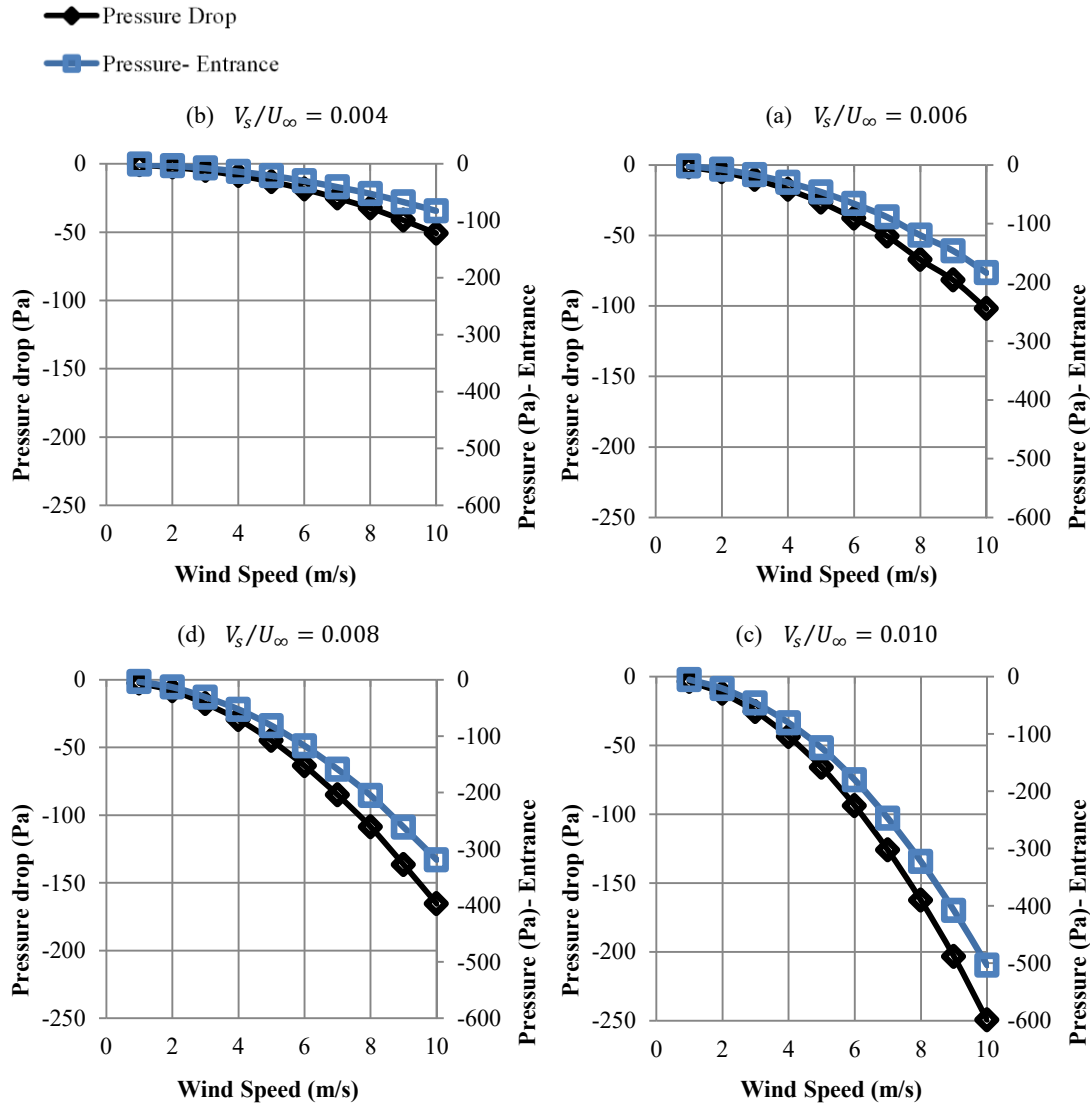 Pressure Drop
Pressure- Entrance
(b) V_s/U_∞ = 0.004
0
-50
-100
-150
-200
-250
Pressure drop (Pa)
0
-100
-200
-300
-400
-500
-600
Pressure (Pa)- Entrance
0 2 4 6 8 10
Wind Speed (m/s)
(a) V_s/U_∞ = 0.006
0
-50
-100
-150
-200
-250
Pressure drop (Pa)
0
-100
-200
-300
-400
-500
-600
Pressure (Pa)- Entrance
0 2 4 6 8 10
Wind Speed (m/s)
(d) V_s/U_∞ = 0.008
0
-50
-100
-150
-200
-250
Pressure drop (Pa)
0
-100
-200
-300
-400
-500
-600
Pressure (Pa)- Entrance
0 2 4 6 8 10
Wind Speed (m/s)
(c) V_s/U_∞ = 0.010
0
-50
-100
-150
-200
-250
Pressure drop (Pa)
0
-100
-200
-300
-400
-500
-600
Pressure (Pa)- Entrance
0 2 4 6 8 10
Wind Speed (m/s)